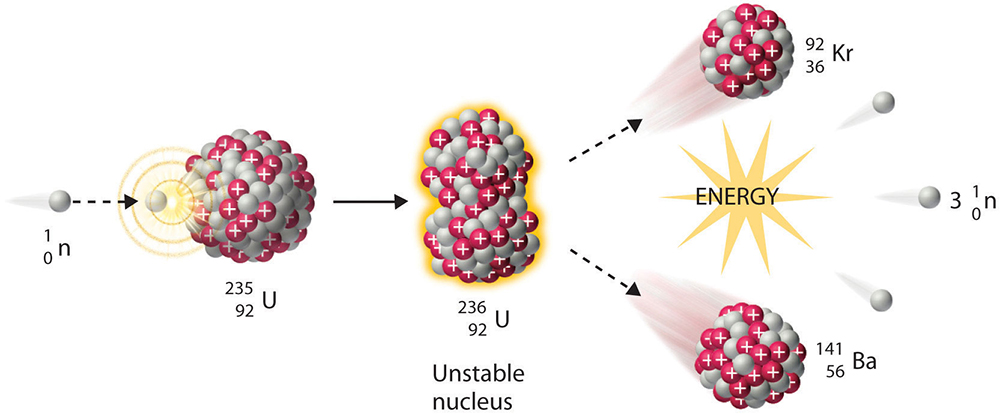 1
0 n
235
92 U
236
92 U
Unstable
nucleus
92
36 Kr
ENERGY
3 1
0 n
141
56 Ba